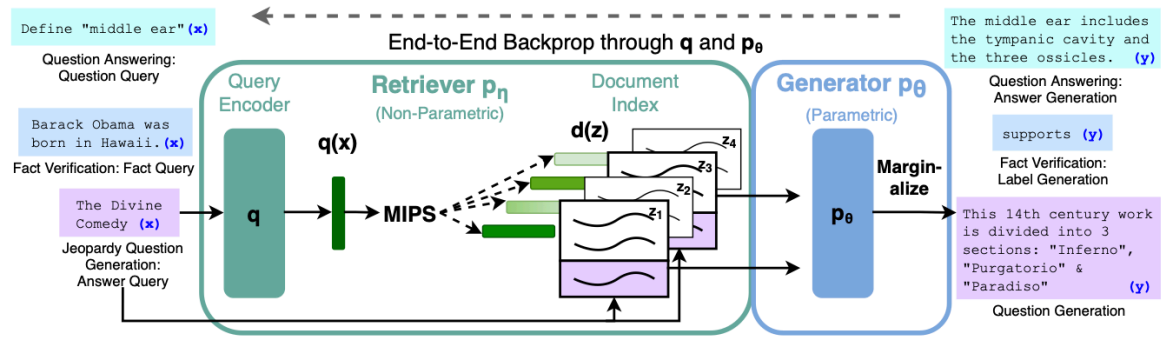 Define "middle ear" (x)
Question Answering:
Question Query
Barack Obama was
born in Hawaii. (x)
Fact Verification: Fact Query
The Divine
Comedy (x)
Jeopardy Question
Generation:
Answer Query
End-to-End Backprop through q and pθ
Query
Encoder
Retriever pη
(Non-Parametric)
Document
Index
q
q(x)
MIPS
d(z)
z4
z3
z2
z1
Generator pθ
(Parametric)
pθ
Margin-
alize
The middle ear includes
the tympanic cavity and
the three ossicles. (y)
Question Answering:
Answer Generation
supports (y)
Fact Verification:
Label Generation
This 14th century work
is divided into 3
sections: "Inferno",
"Purgatorio" &
"Paradiso" (y)
Question Generation